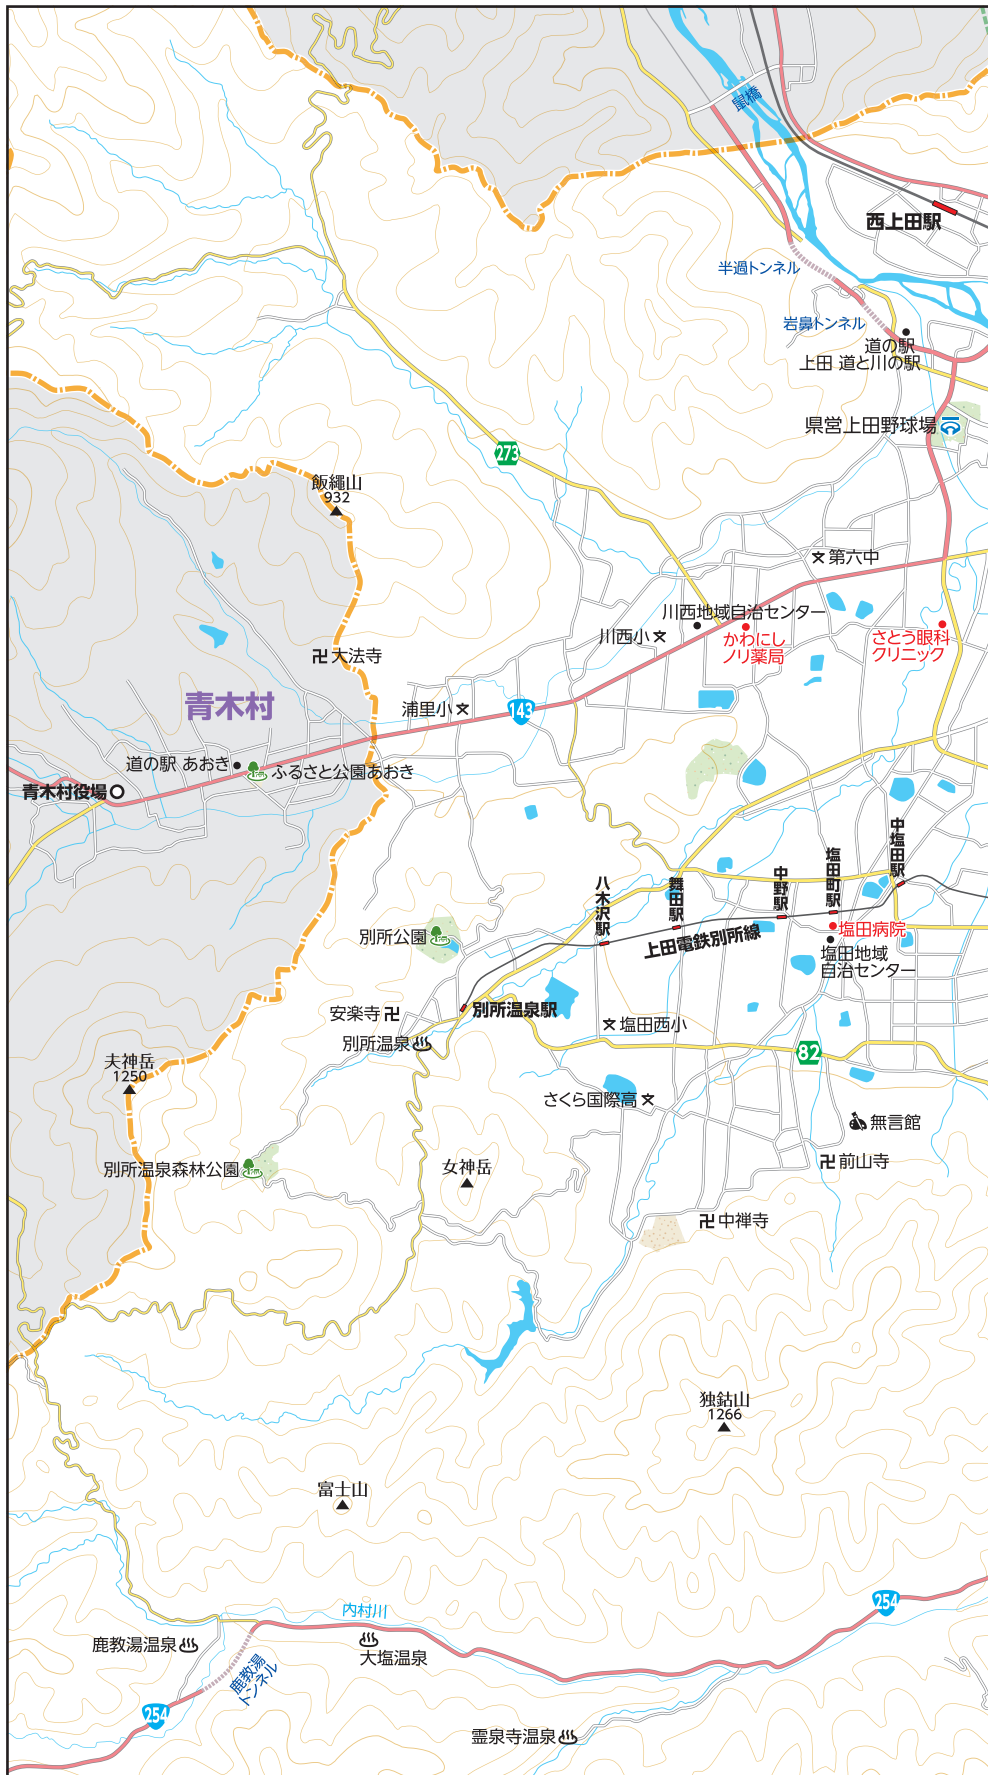 鼠橋
西上田駅
半過トンネル
岩鼻トンネル
道の駅
上田 道と川の駅
県営上田野球場
273
飯縄山
932
第六中
川西地域自治センター
川西小
かわにし
ノリ薬局
さとう眼科
クリニック
大法寺
青木村
浦里小
143
道の駅 あおき
ふるさと公園あおき
青木村役場
中塩田駅
塩田町駅
中野駅
舞田駅
八木沢駅
塩田病院
上田電鉄別所線
塩田地域
自治センター
別所公園
安楽寺
別所温泉駅
塩田西小
別所温泉
82
夫神岳
1250
さくら国際高
無言館
前山寺
別所温泉森林公園
女神岳
中禅寺
独鈷山
1266
富士山
254
内村川
鹿教湯温泉
大塩温泉
鹿教湯
トンネル
254
霊泉寺温泉